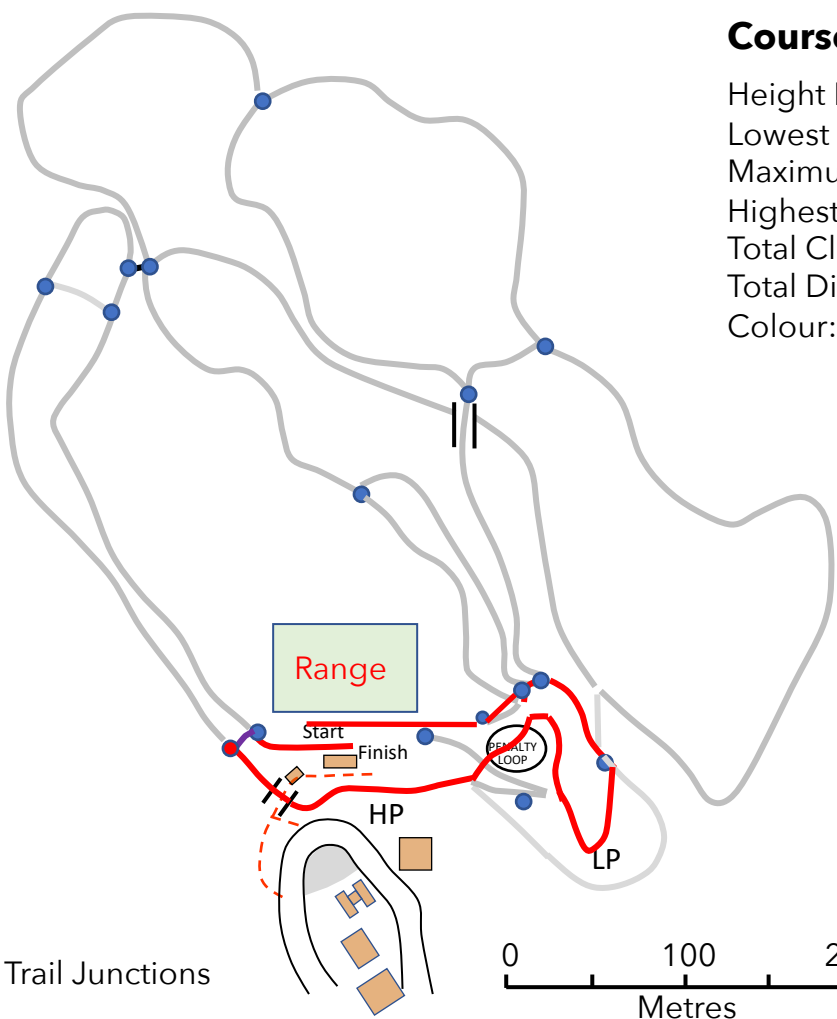 Course
Height
Lowest
Maximu
Highest
Total Cl
Total Di
Colour:
Range
Start
Finish
PENALTY
LOOP
HP
LP
Trail Junctions
0 100 2
Metres